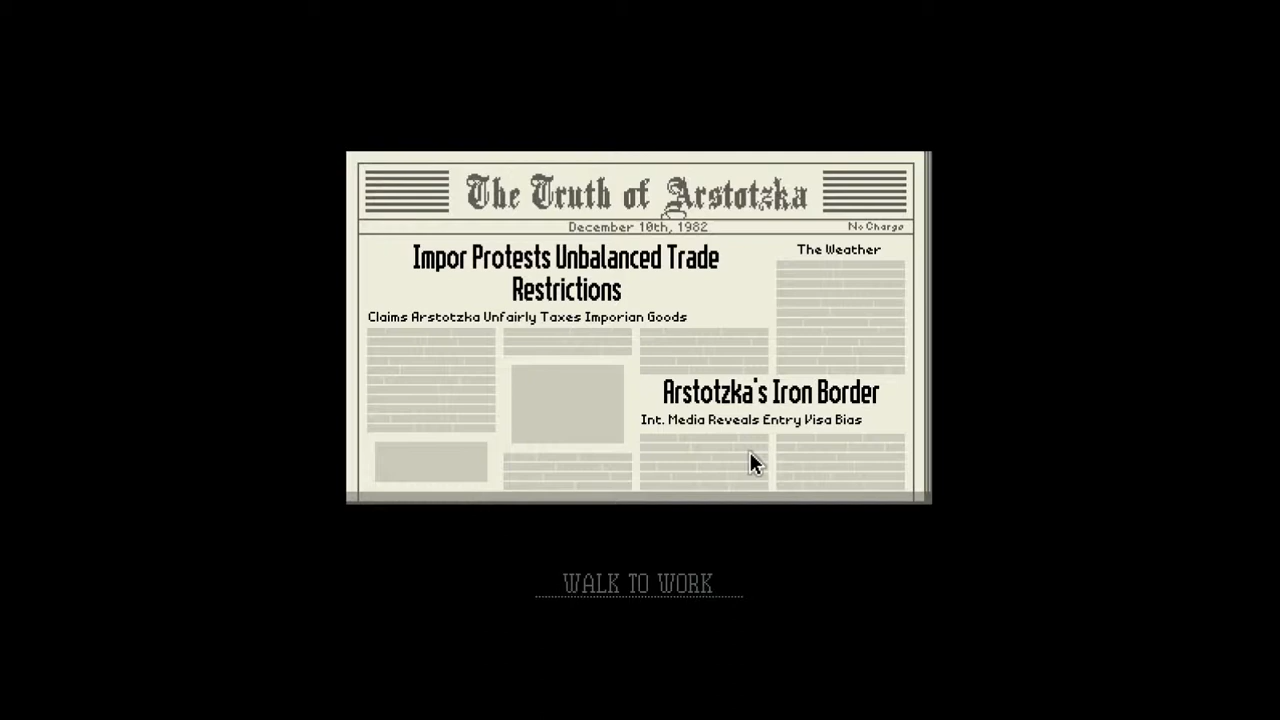 The Truth of Arstotzka
December 10th, 1982
No Charge
Impor Protests Unbalanced Trade
Restrictions
Claims Arstotzka Unfairly Taxes Imporian Goods
The Weather
Arstotzka's Iron Border
Int. Media Reveals Entry Visa Bias
WALK TO WORK